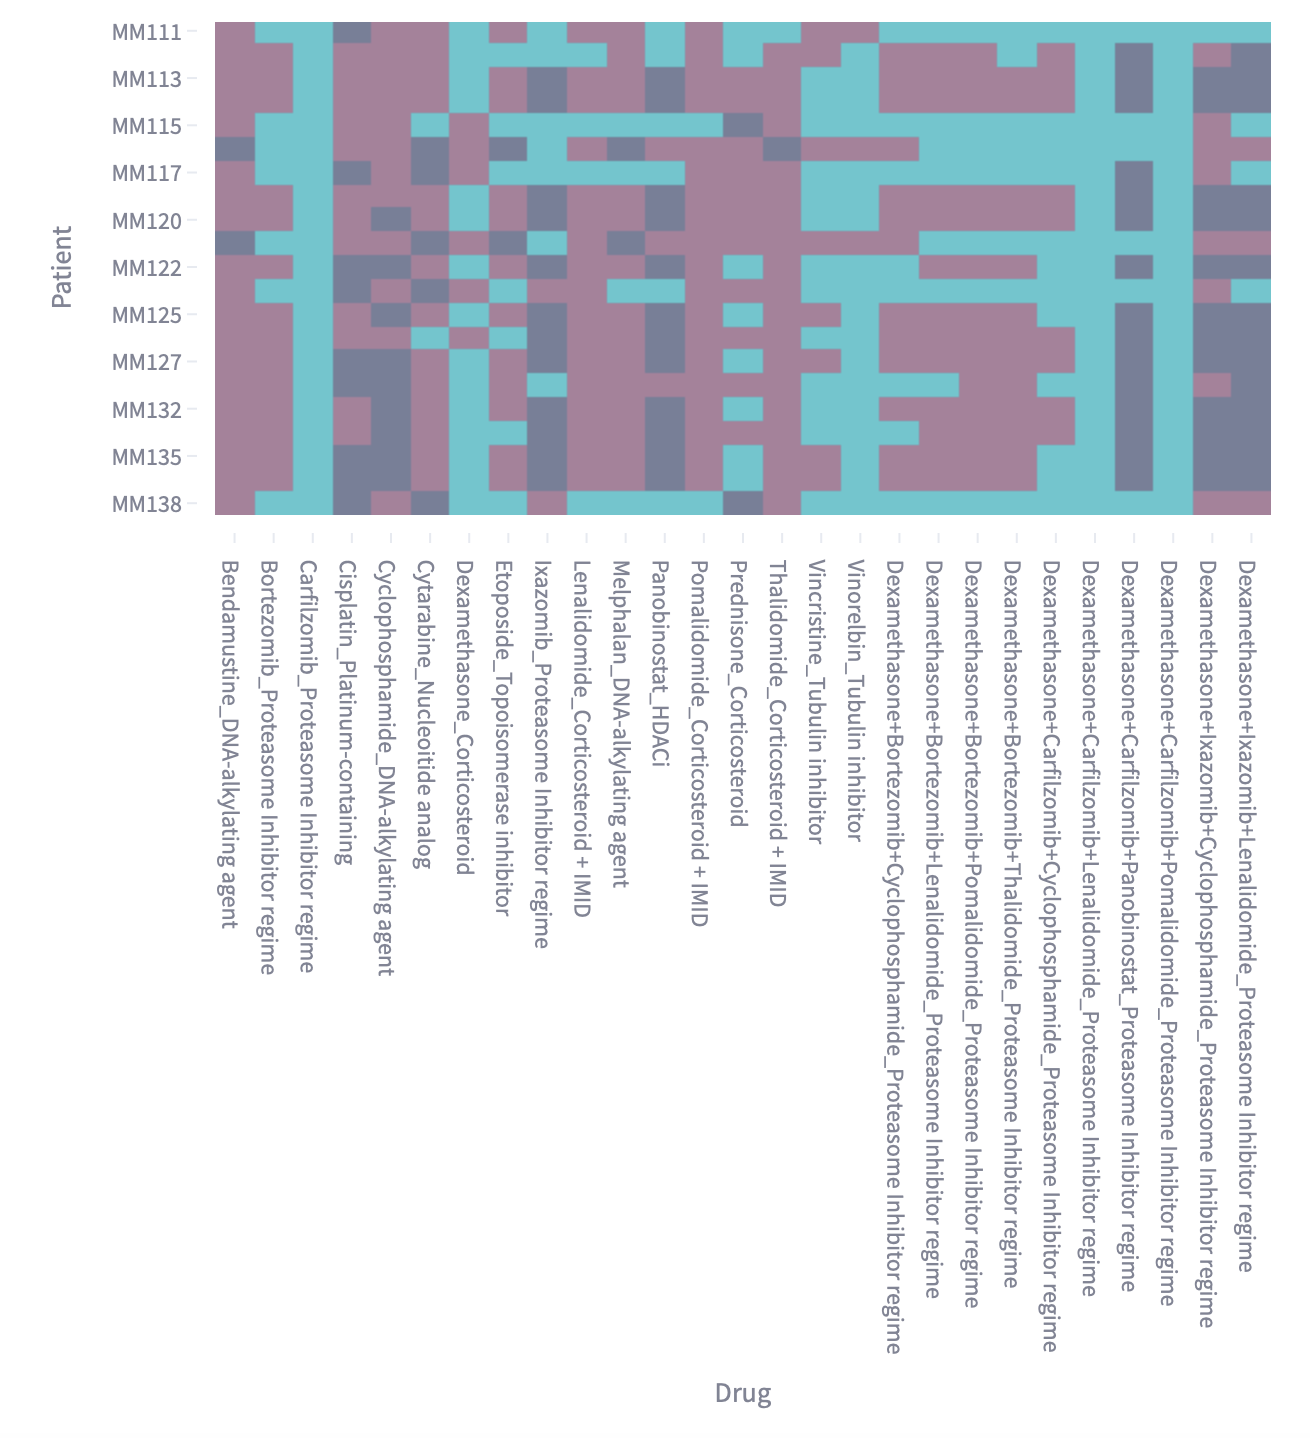 MM111
MM113
MM115
MM117
MM120
MM122
MM125
MM127
MM132
MM135
MM138
Patient
Bendamustine_DNA-alkylating agent
Bortezomib_Proteasome Inhibitor regime
Carfilzomib_Proteasome Inhibitor regime
Cisplatin_Platinum-containing
Cyclophosphamide_DNA-alkylating agent
Cytarabine_Nucleoitide analog
Dexamethasone_Corticosteroid
Etoposide_Topoisomerase inhibitor
Ixazomib_Proteasome Inhibitor regime
Lenalidomide_Corticosteroid + IMID
Melphalan_DNA-alkylating agent
Panobinostat_HDACi
Pomalidomide_Corticosteroid + IMID
Prednisone_Corticosteroid
Thalidomide_Corticosteroid + IMID
Vincristine_Tubulin inhibitor
Vinorelbin_Tubulin inhibitor
Dexamethasone+Bortezomib+Cyclophosphamide_Proteasome Inhibitor regime
Dexamethasone+Bortezomib+Lenalidomide_Proteasome Inhibitor regime
Dexamethasone+Bortezomib+Pomalidomide_Proteasome Inhibitor regime
Dexamethasone+Bortezomib+Thalidomide_Proteasome Inhibitor regime
Dexamethasone+Carfilzomib+Cyclophosphamide_Proteasome Inhibitor regime
Dexamethasone+Carfilzomib+Lenalidomide_Proteasome Inhibitor regime
Dexamethasone+Carfilzomib+Panobinostat_Proteasome Inhibitor regime
Dexamethasone+Carfilzomib+Pomalidomide_Proteasome Inhibitor regime
Dexamethasone+Ixazomib+Cyclophosphamide_Proteasome Inhibitor regime
Dexamethasone+Ixazomib+Lenalidomide_Proteasome Inhibitor regime
Drug